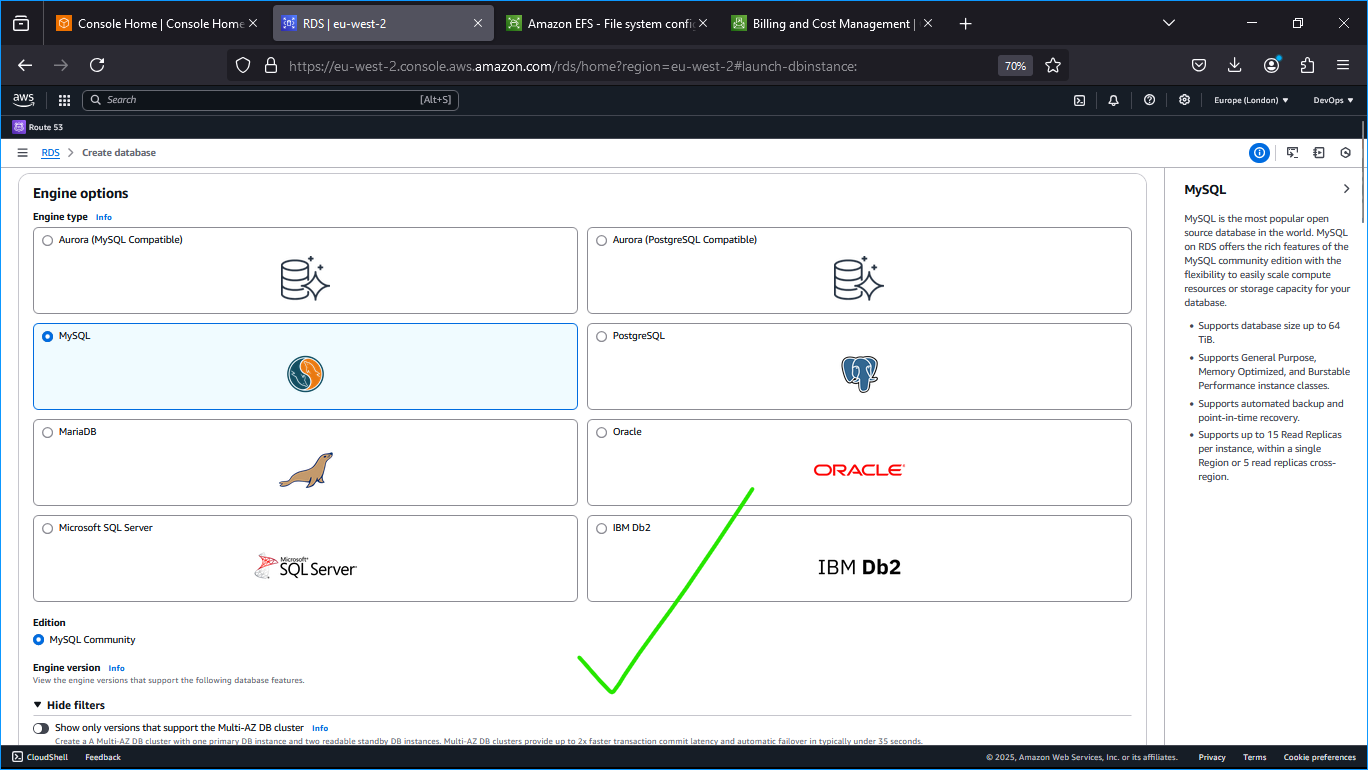 Console Home | Console Home
RDS | eu-west-2
Amazon EFS - File system config
Billing and Cost Management |
https://eu-west-2.console.aws.amazon.com/rds/home?region=eu-west-2#launch-dbinstance:
70%
aws
Search
[Alt+S]
Europe (London)
DevOps
Route 53
RDS
Create database
Engine options
Engine type Info
Aurora (MySQL Compatible)
Aurora (PostgreSQL Compatible)
MySQL
PostgreSQL
MariaDB
Oracle
ORACLE
Microsoft SQL Server
Microsoft
SQL Server
IBM Db2
IBM Db2
Edition
MySQL Community
Engine version Info
View the engine versions that support the following database features.
Hide filters
Show only versions that support the Multi-AZ DB cluster Info
Create a A Multi-AZ DB cluster with one primary DB instance and two readable standby DB instances. Multi-AZ DB clusters provide up to 2x faster transaction commit latency and automatic failover in typically under 35 seconds.
MySQL
MySQL is the most popular open
source database in the world. MySQL
on RDS offers the rich features of the
MySQL community edition with the
flexibility to easily scale compute
resources or storage capacity for your
database.
• Supports database size up to 64
TiB.
• Supports General Purpose,
Memory Optimized, and Burstable
Performance instance classes.
• Supports automated backup and
point-in-time recovery.
• Supports up to 15 Read Replicas
per instance, within a single
Region or 5 read replicas cross-
region.
CloudShell
Feedback
© 2025, Amazon Web Services, Inc. or its affiliates.
Privacy
Terms
Cookie preferences